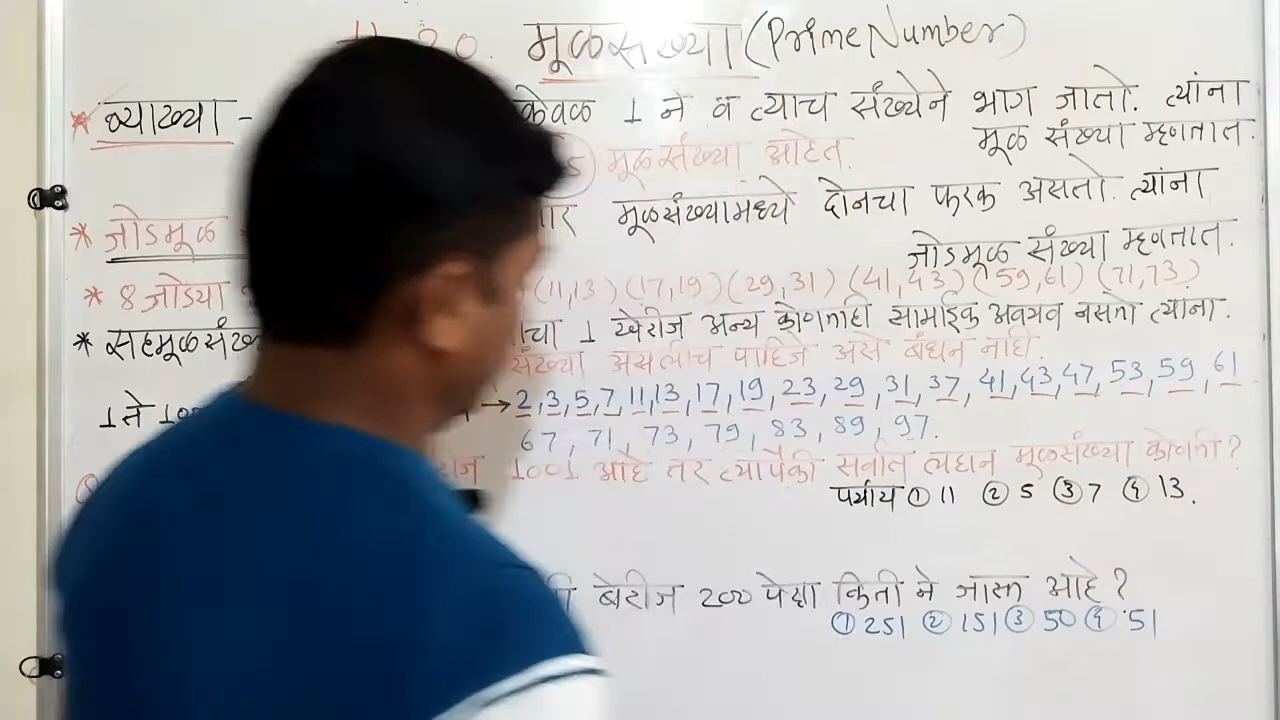 मूळसंख्या (Prime Number)
* व्याख्या - केवळ 1 ने व त्याच संख्येने भाग जातो. त्यांना
मूळ संख्या म्हणतात.
मूळसंख्या आहेत.
* जोडमूळ मूळसंख्यामध्ये दोनचा फरक असतो. त्यांना
जोडमूळ संख्या म्हणतात.
* 8 जोड्या (11,13) (17,19) (29,31) (41,43) (59,61) (71,73)
* सहमूळसंख्या 1 खेरीज अन्य कोणताही सामाईक अवयव नसतो त्यांना.
संख्या असलीच पाहिजे असे बंधन नाही.
1 ते → 2,3,5,7,11,13,17,19,23,29,31,37,41,43,47,53,59,61
67, 71, 73, 79, 83, 89, 97.
1001 आहे तर त्यापैकी सर्वात लहान मूळसंख्या कोणती?
पर्याय ① 11 ② 5 ③ 7 ④ 13.
बेरीज 200 पेक्षा किती ने जास्त आहे?
① 251 ② 151 ③ 50 ④ 51